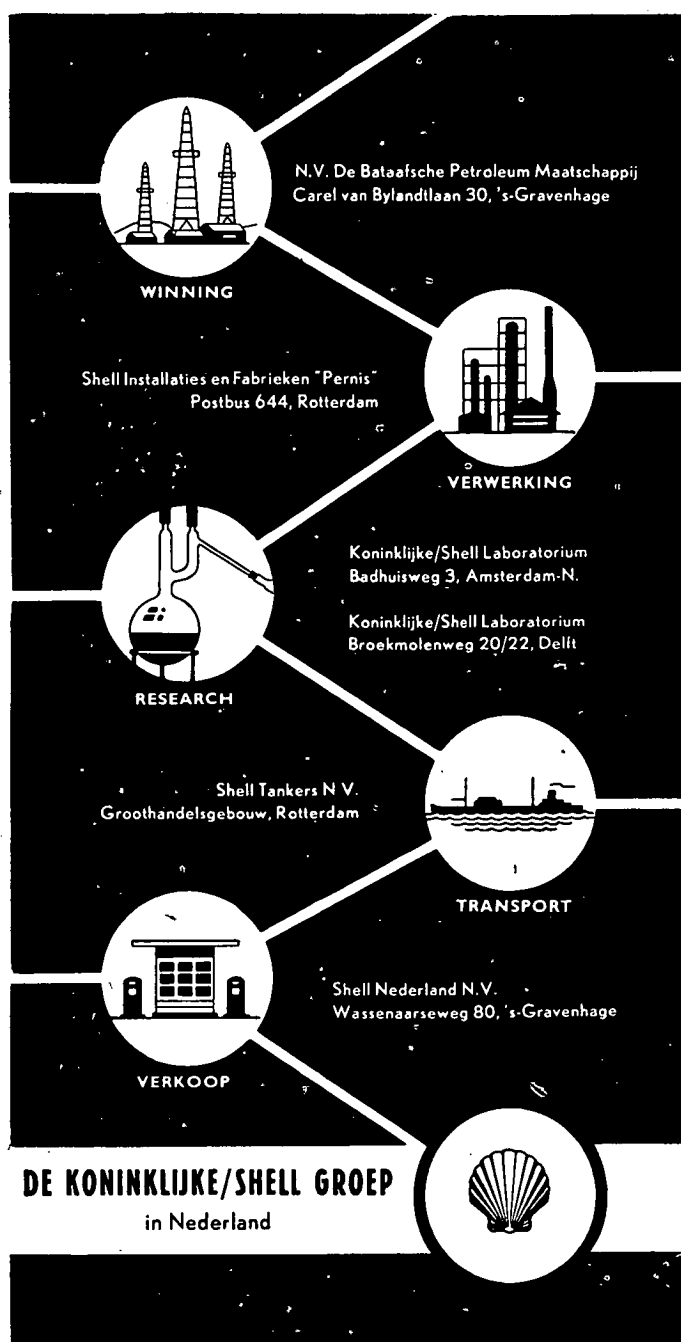 N.V. De Bataafsche Petroleum Maatschappij
Carel van Bylandtlaan 30, 's-Gravenhage
WINNING
Shell Installaties en Fabrieken "Pernis"
Postbus 644, Rotterdam
VERWERKING
Koninklijke/Shell Laboratorium
Badhuisweg 3, Amsterdam-N.
Koninklijke/Shell Laboratorium
Broekmolenweg 20/22, Delft
RESEARCH
Shell Tankers N V.
Groothandelsgebouw, Rotterdam
TRANSPORT
Shell Nederland N.V.
Wassenaarseweg 80, 's-Gravenhage
VERKOOP
DE KONINKLIJKE/SHELL GROEP
in Nederland